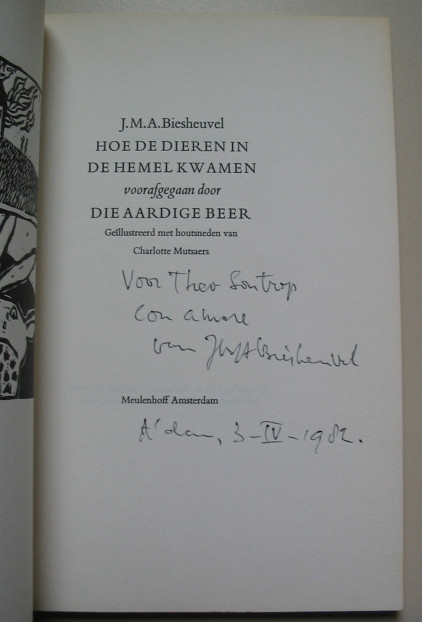 J.M.A.Biesheuvel
HOE DE DIEREN IN
DE HEMEL KWAMEN
voorafgegaan door
DIE AARDIGE BEER
Geïllustreerd met houtsneden van
Charlotte Mutsaers
Voor Theo Sontrop
con amore
van JMABiesheuvel
Meulenhoff Amsterdam
A'dam, 3-IV-1982.